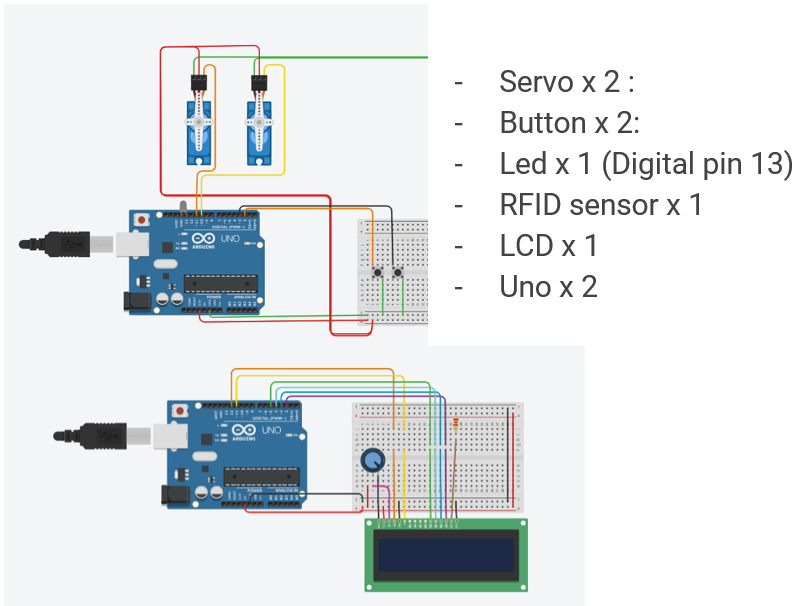 - Servo x 2 :
- Button x 2:
- Led x 1 (Digital pin 13)
- RFID sensor x 1
- LCD x 1
- Uno x 2
DIGITAL (PWM~)
UNO
ARDUINO
POWER
ANALOG IN
DIGITAL (PWM~)
UNO
ARDUINO
POWER
ANALOG IN